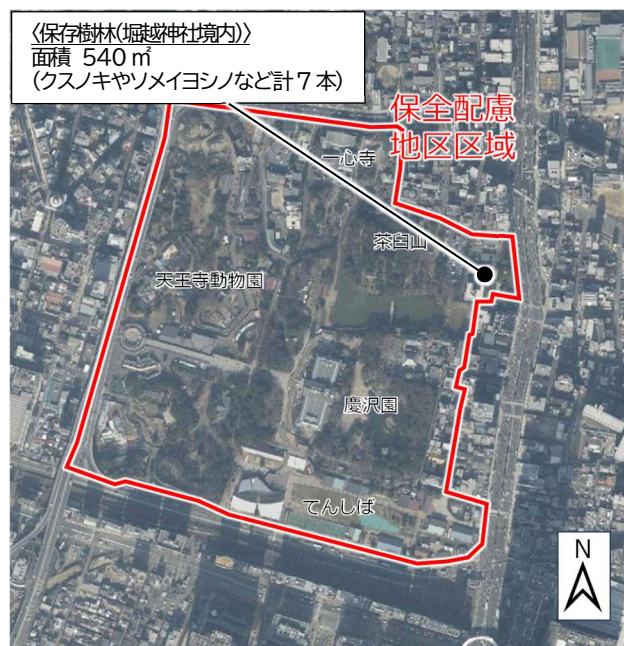 〈保存樹林(堀越神社境内)〉
面積 540㎡
(クスノキやソメイヨシノなど計7本)
保全配慮
地区区域
一心寺
茶臼山
天王寺動物園
慶沢園
てんしば
N